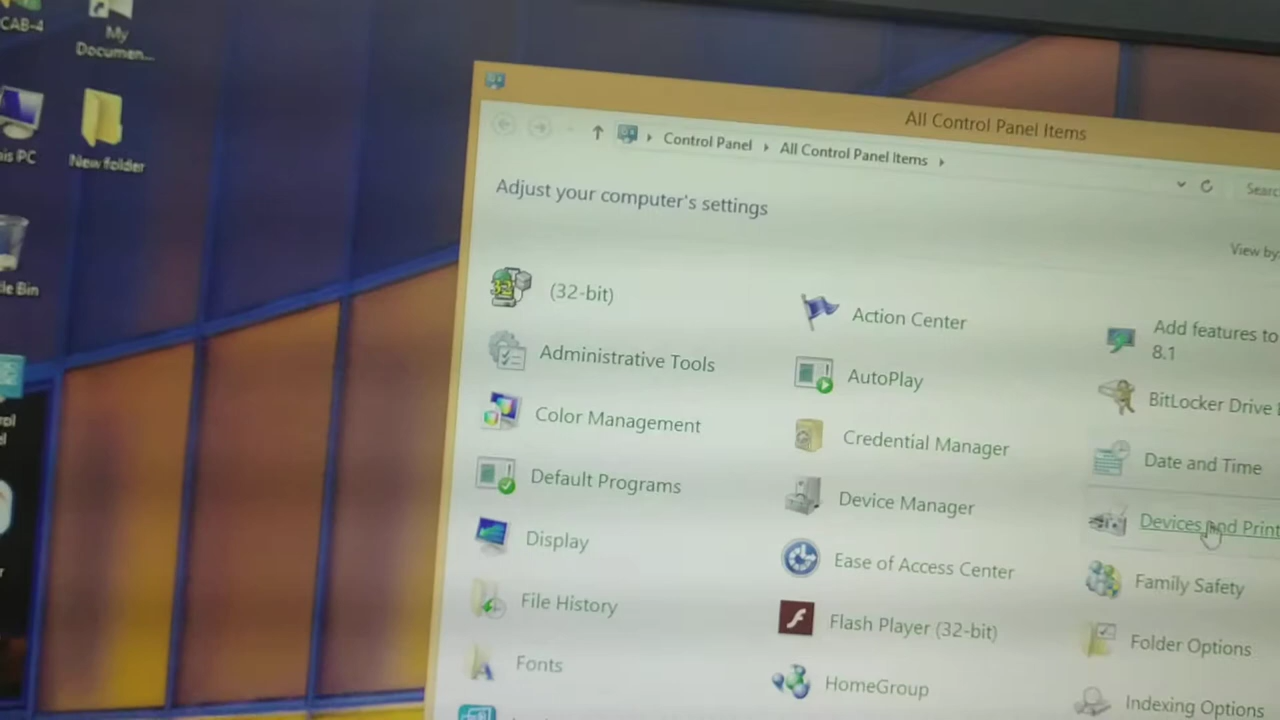 CAB-4
My
Documen...
New folder
is PC
le Bin
All Control Panel Items
Control Panel
All Control Panel Items
Searc
Adjust your computer's settings
View by
(32-bit)
Action Center
Add features to
8.1
Administrative Tools
AutoPlay
BitLocker Drive
Color Management
Credential Manager
Date and Time
Default Programs
Device Manager
Devices and Print
Display
Ease of Access Center
Family Safety
File History
Flash Player (32-bit)
Folder Options
Fonts
HomeGroup
Indexing Options